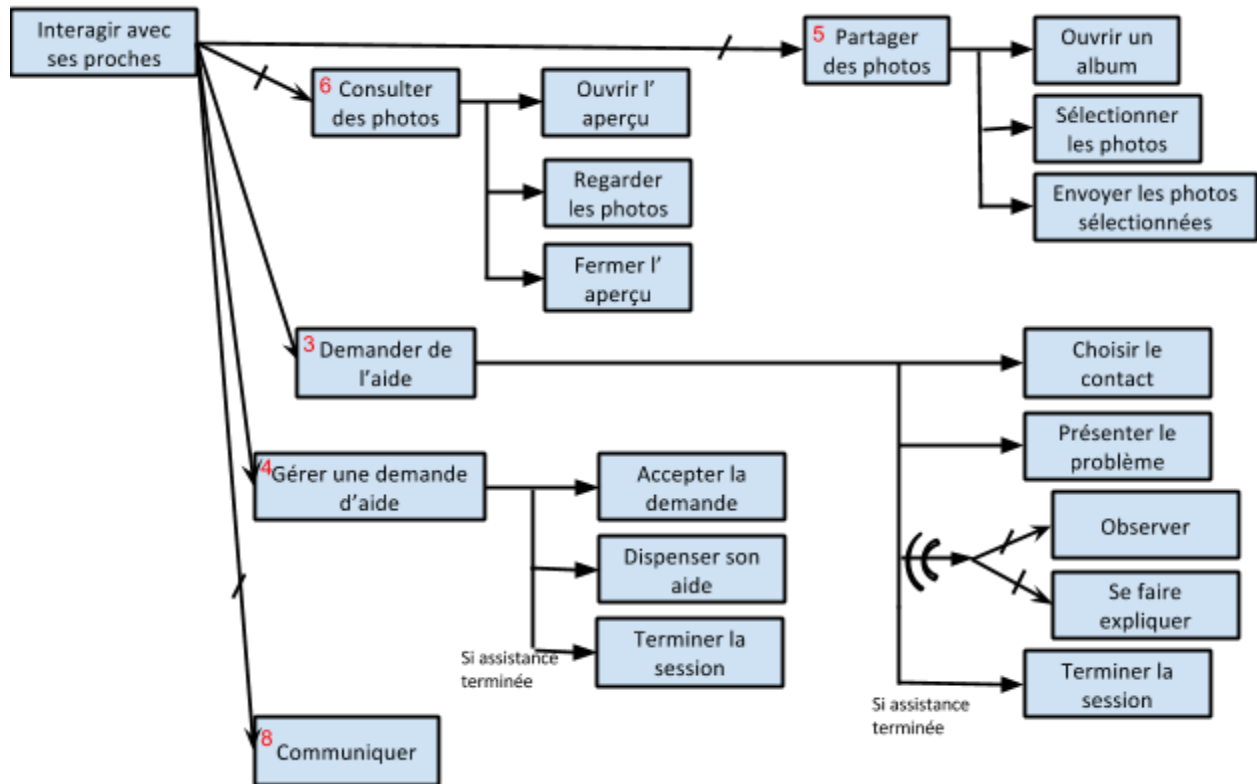 Interagir avec
ses proches
5 Partager
des photos
Ouvrir un
album
6 Consulter
des photos
Ouvrir l’
aperçu
Sélectionner
les photos
Regarder
les photos
Envoyer les photos
sélectionnées
Fermer l’
aperçu
3 Demander de
l’aide
Choisir le
contact
Présenter le
problème
4 Gérer une demande
d’aide
Accepter la
demande
Observer
Dispenser son
aide
Se faire
expliquer
Si assistance
terminée
Terminer la
session
Si assistance
terminée
Terminer la
session
8 Communiquer